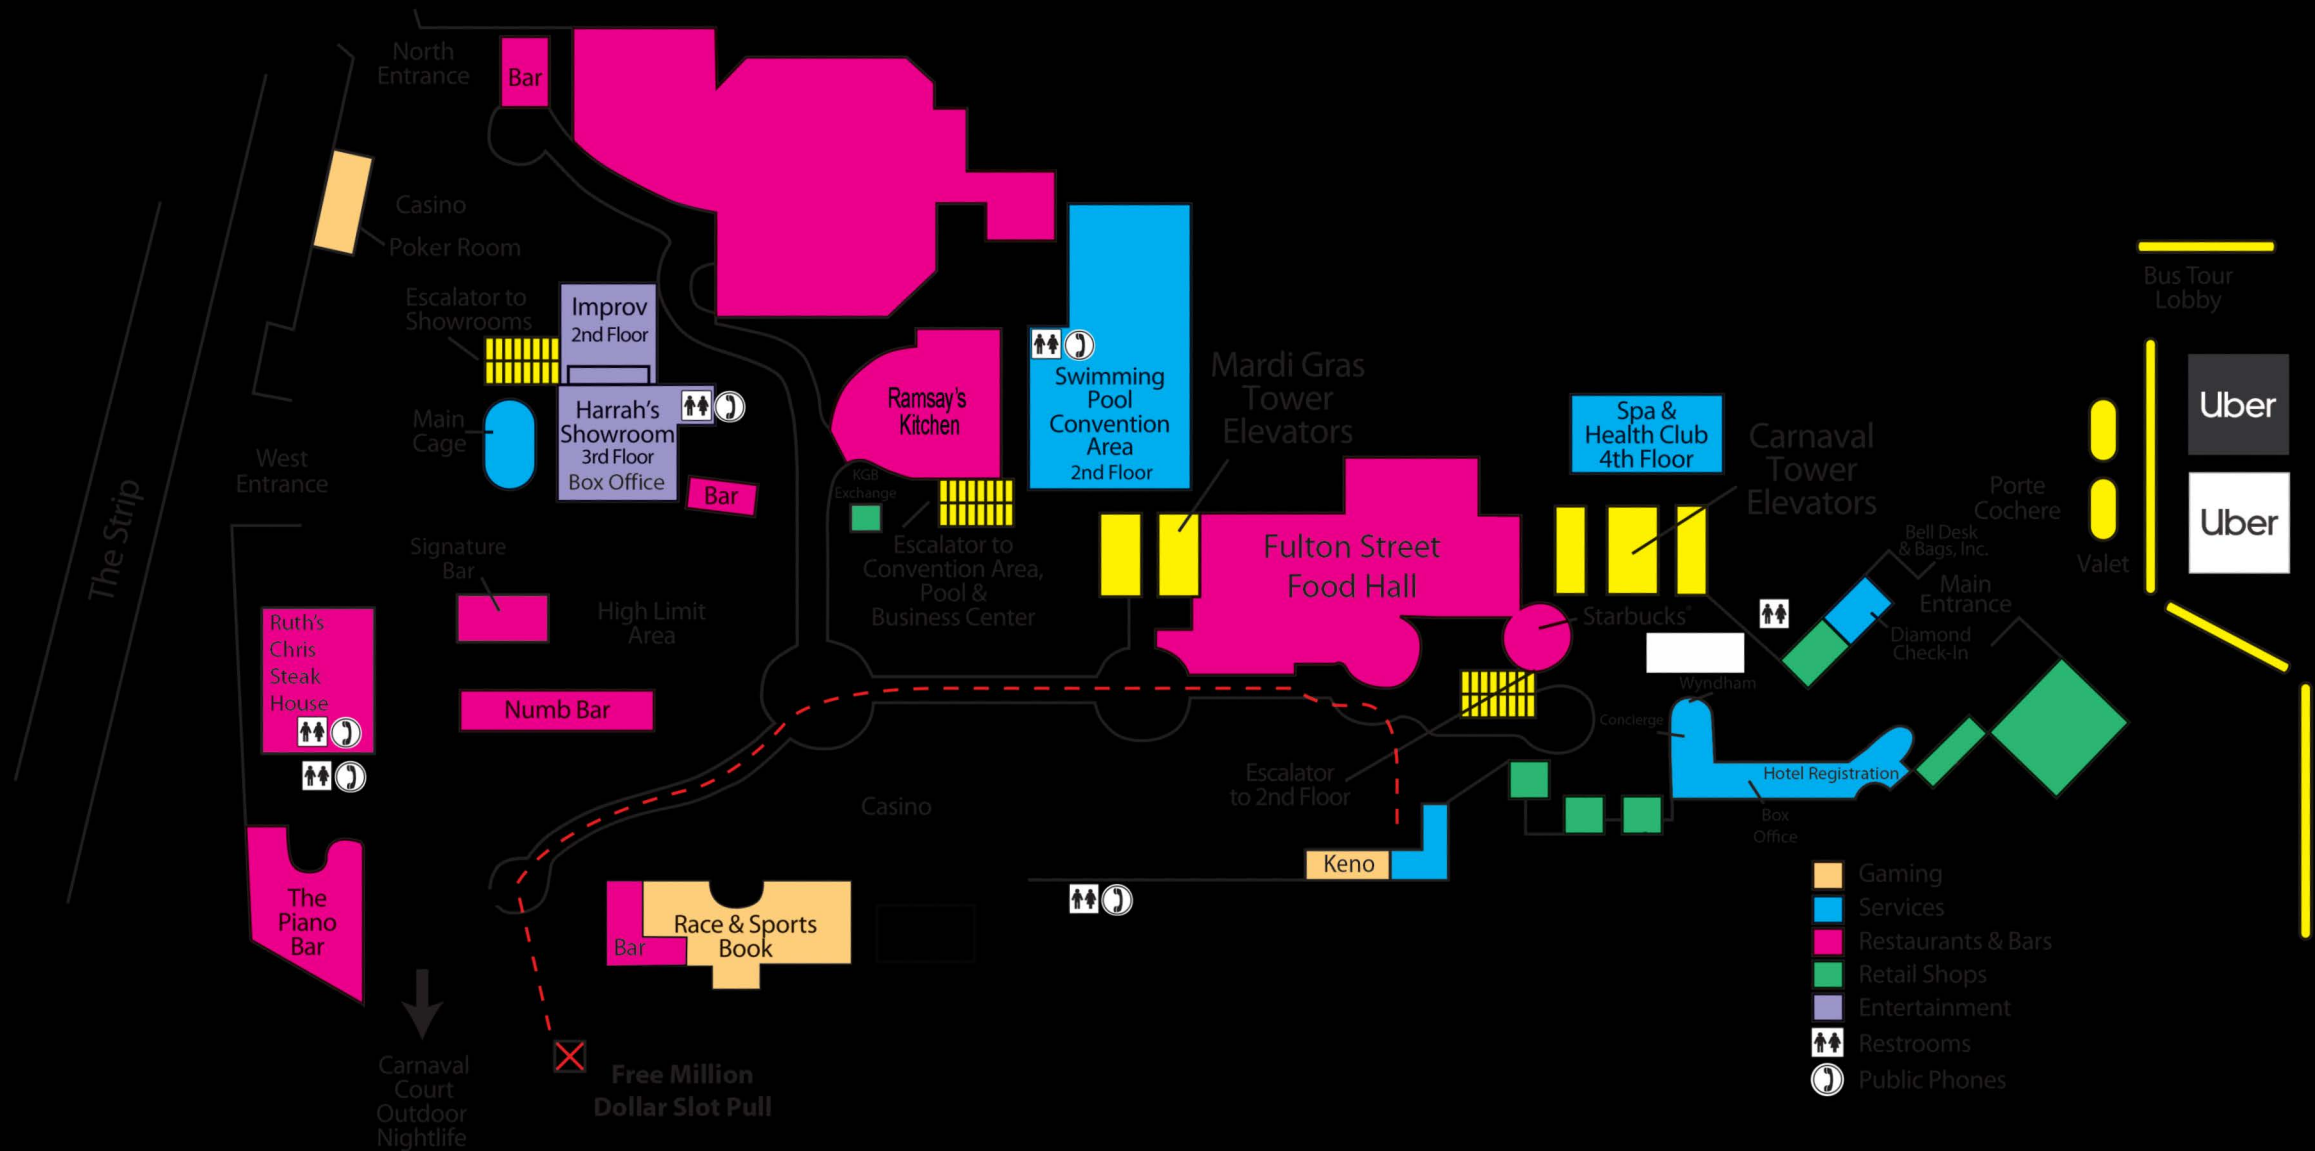 North
Entrance
Bar
Casino
Poker Room
Escalator to
Showrooms
Improv
2nd Floor
Harrah's
Showroom
3rd Floor
Box Office
Main
Cage
West
Entrance
The Strip
Bar
Signature
Bar
High Limit
Area
Ruth's
Chris
Steak
House
Numb Bar
The
Piano
Bar
Carnaval
Court
Outdoor
Nightlife
Free Million
Dollar Slot Pull
Bar
Race & Sports
Book
Casino
Ramsay's
Kitchen
KGB
Exchange
Escalator to
Convention Area,
Pool &
Business Center
Swimming
Pool
Convention
Area
2nd Floor
Mardi Gras
Tower
Elevators
Fulton Street
Food Hall
Spa &
Health Club
4th Floor
Carnaval
Tower
Elevators
Starbucks®
Escalator
to 2nd Floor
Keno
Wyndham
Concierge
Hotel Registration
Box
Office
Bell Desk
& Bags, Inc.
Main
Entrance
Diamond
Check-In
Porte
Cochere
Valet
Bus Tour
Lobby
Uber
Uber
Gaming
Services
Restaurants & Bars
Retail Shops
Entertainment
Restrooms
Public Phones